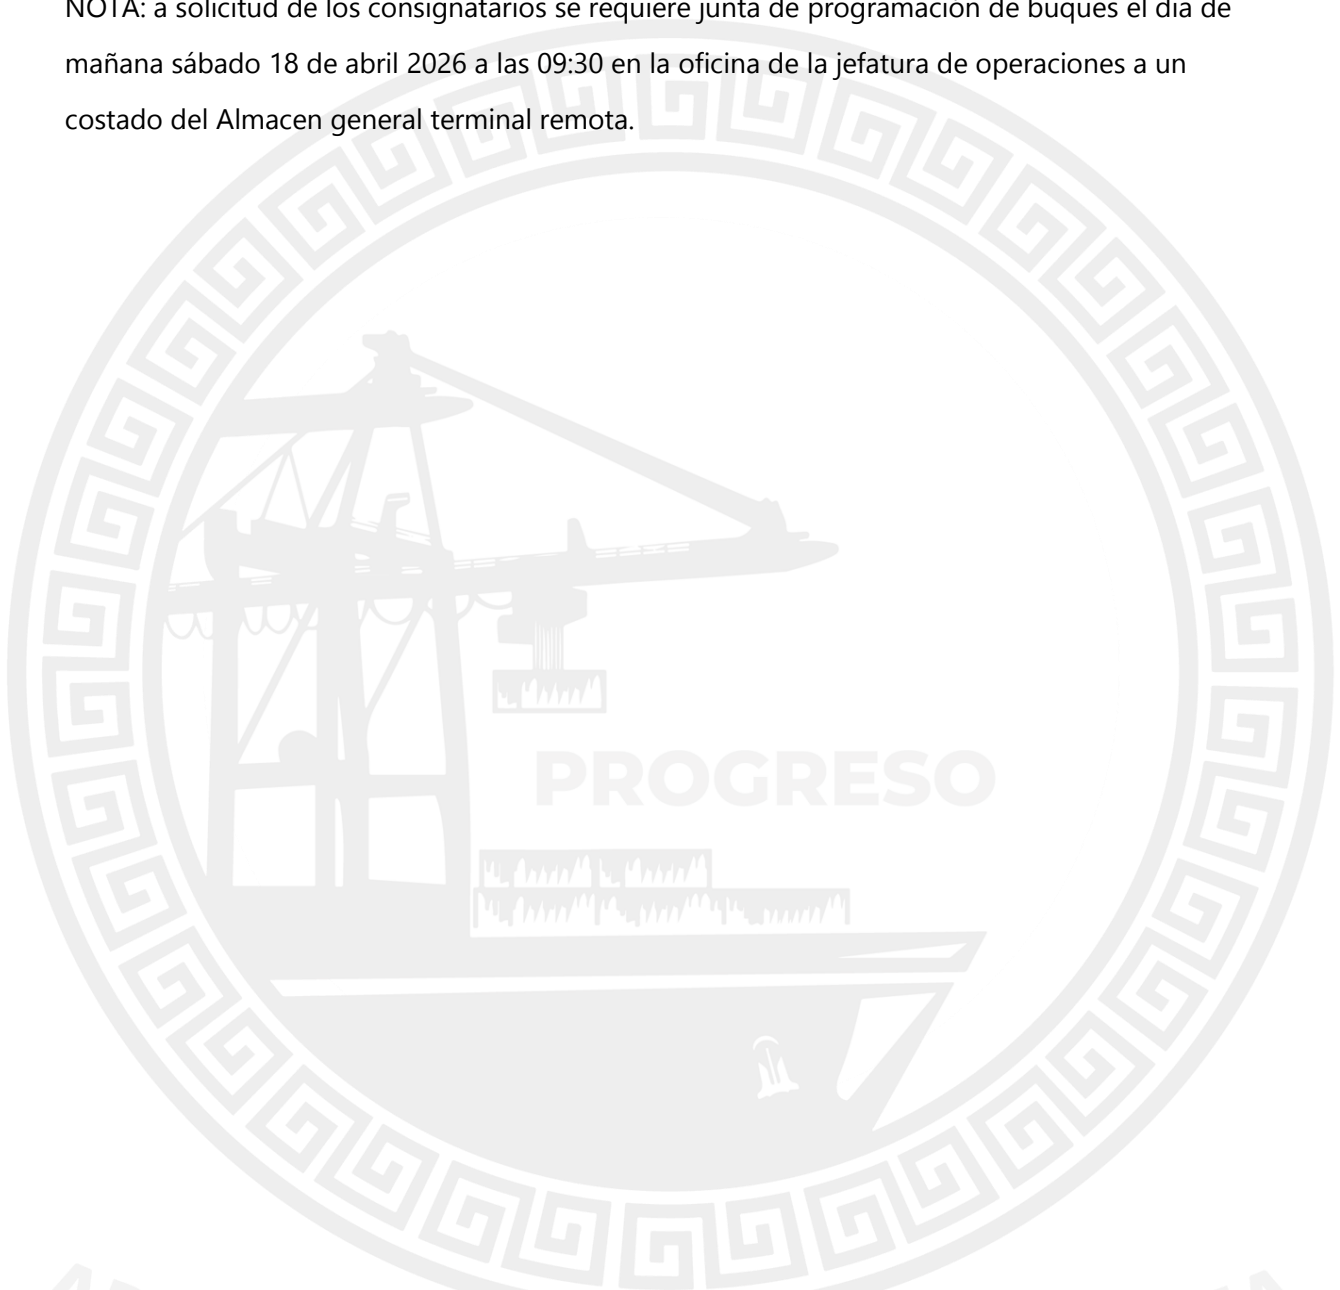 NOTA: a solicitud de los consignatarios se requiere junta de programación de buques el día de
mañana sábado 18 de abril 2026 a las 09:30 en la oficina de la jefatura de operaciones a un
costado del Almacen general terminal remota.
PROGRESO